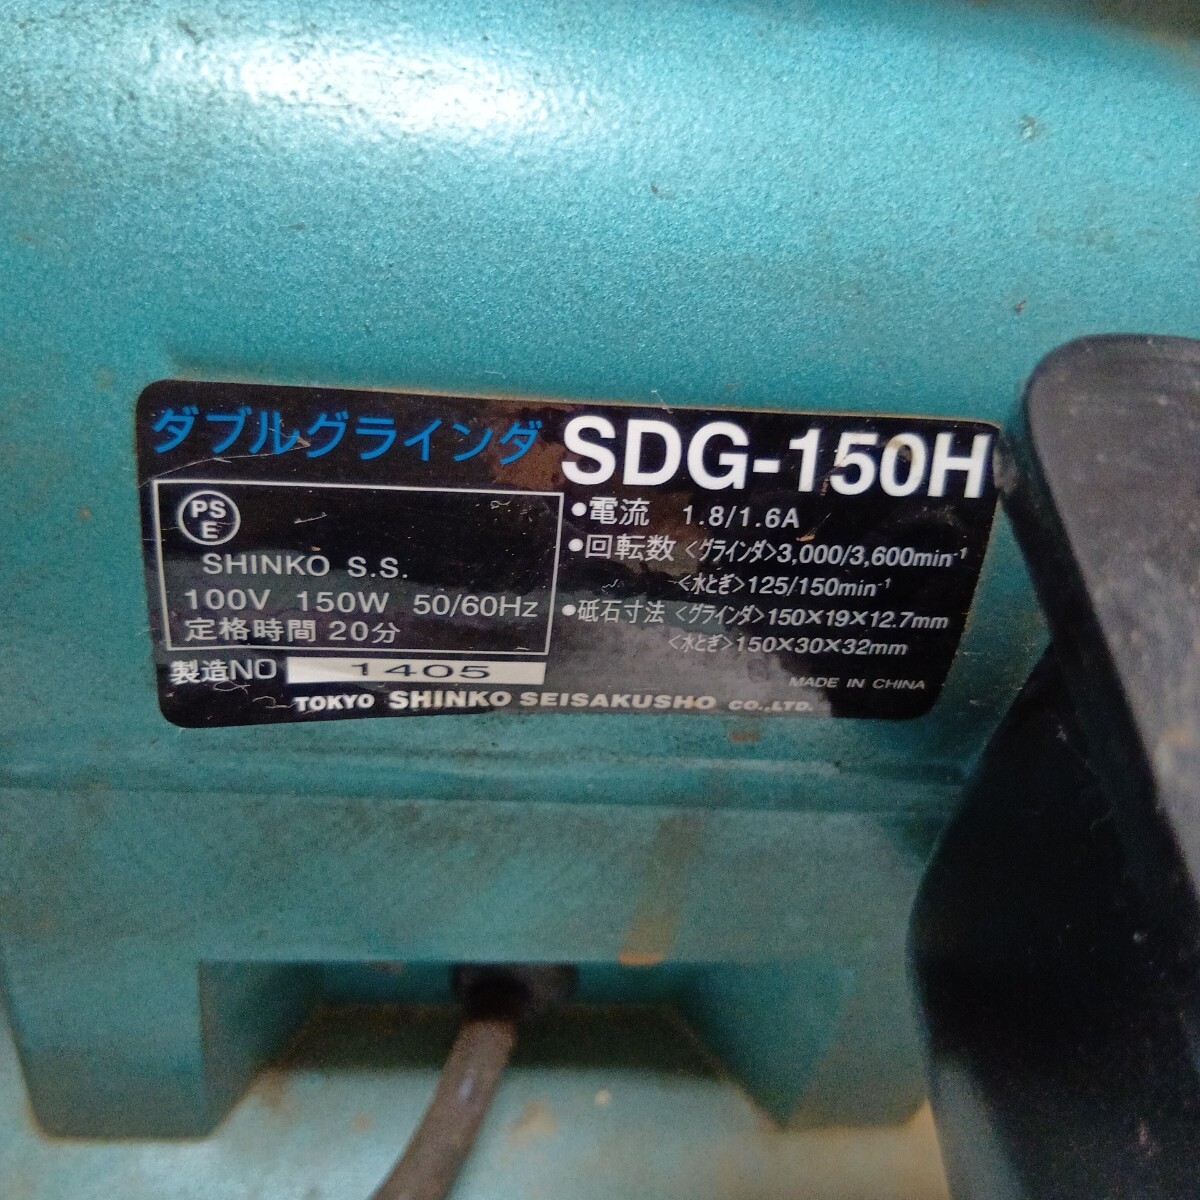 ダブルグラインダ SDG-150H
PS
E
SHINKO S.S.
100V 150W 50/60Hz
定格時間 20分
製造NO 1405
•電流 1.8/1.6A
•回転数 〈グラインダ〉3,000/3,600min-1
〈水とぎ〉125/150min-1
•砥石寸法 〈グラインダ〉150×19×12.7mm
〈水とぎ〉150×30×32mm
MADE IN CHINA
TOKYO SHINKO SEISAKUSHO CO.,LTD.